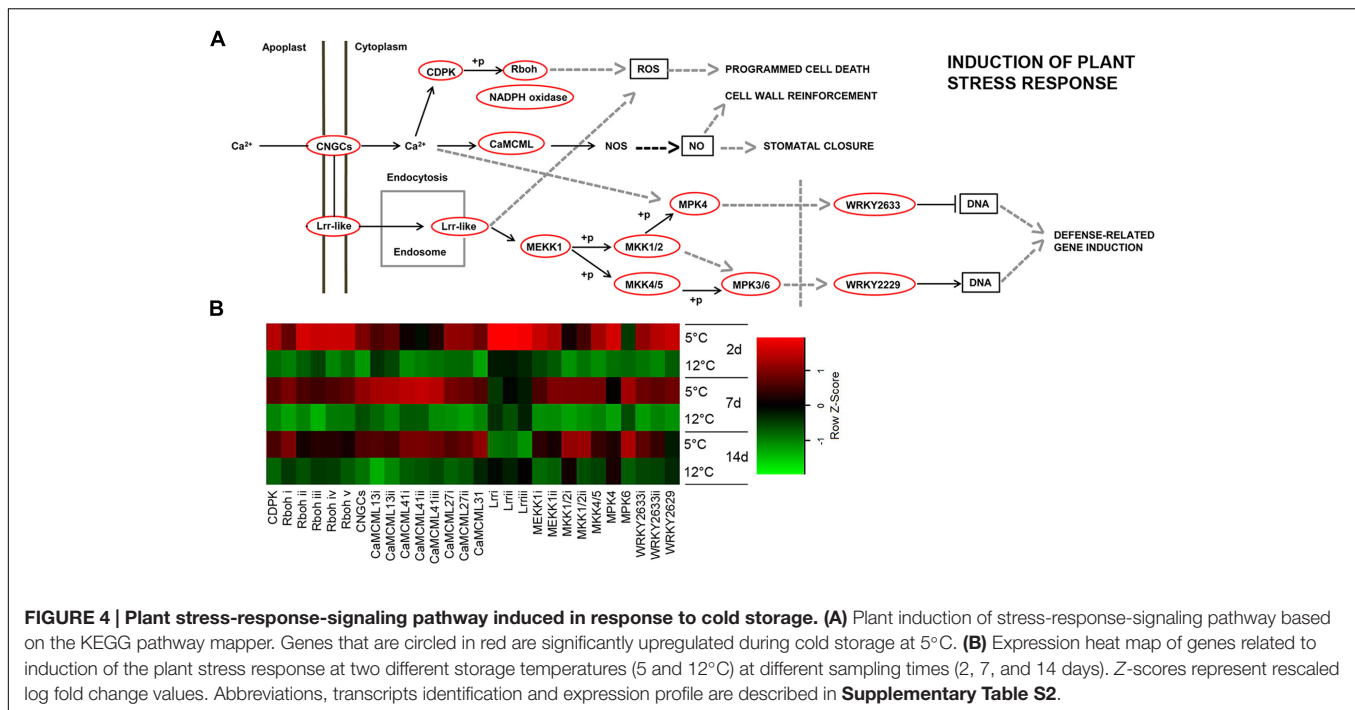 A
Apoplast
Cytoplasm
INDUCTION OF PLANT
STRESS RESPONSE
CDPK
+p
Rboh
ROS
PROGRAMMED CELL DEATH
NADPH oxidase
CELL WALL REINFORCEMENT
Ca²⁺
CNGCs
Ca²⁺
CaMCML
NOS
NO
STOMATAL CLOSURE
Endocytosis
MPK4
WRKY2633
DNA
+p
Lrr-like
Lrr-like
MEKK1
+p
MKK1/2
DEFENSE-RELATED
GENE INDUCTION
Endosome
+p
MKK4/5
+p
MPK3/6
WRKY2229
DNA
B
5°C
2d
12°C
5°C
7d
12°C
5°C
14d
12°C
1
0
-1
Row Z-Score
CDPK
Rboh i
Rboh ii
Rboh iii
Rboh iv
Rboh v
CNGCs
CaMCML13i
CaMCML13ii
CaMCML41i
CaMCML41ii
CaMCML41iii
CaMCML27i
CaMCML27ii
CaMCML31
Lrri
Lrrii
Lrriii
MEKK1i
MEKK1ii
MKK1/2i
MKK1/2ii
MKK4/5
MPK4
MPK6
WRKY2633i
WRKY2633ii
WRKY2629
FIGURE 4 | Plant stress-response-signaling pathway induced in response to cold storage. (A) Plant induction of stress-response-signaling pathway based
on the KEGG pathway mapper. Genes that are circled in red are significantly upregulated during cold storage at 5°C. (B) Expression heat map of genes related to
induction of the plant stress response at two different storage temperatures (5 and 12°C) at different sampling times (2, 7, and 14 days). Z-scores represent rescaled
log fold change values. Abbreviations, transcripts identification and expression profile are described in Supplementary Table S2.